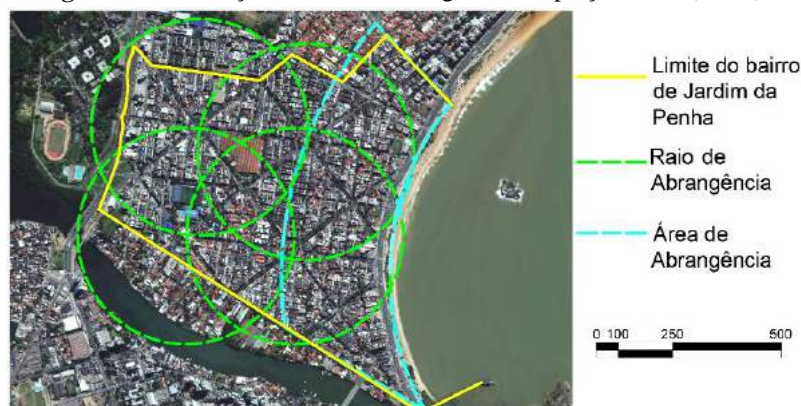 Limite do bairro
de Jardim da
Penha
Raio de
Abrangência
Área de
Abrangência
0 100 250 500